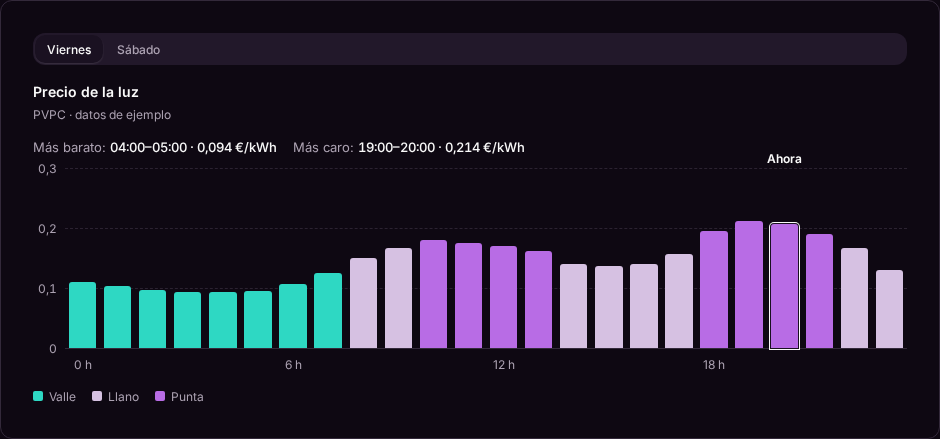 Viernes Sábado
Precio de la luz
PVPC · datos de ejemplo
Más barato: 04:00–05:00 · 0,094 €/kWh Más caro: 19:00–20:00 · 0,214 €/kWh
Ahora
0,3
0,2
0,1
0
0 h 6 h 12 h 18 h
Valle Llano Punta